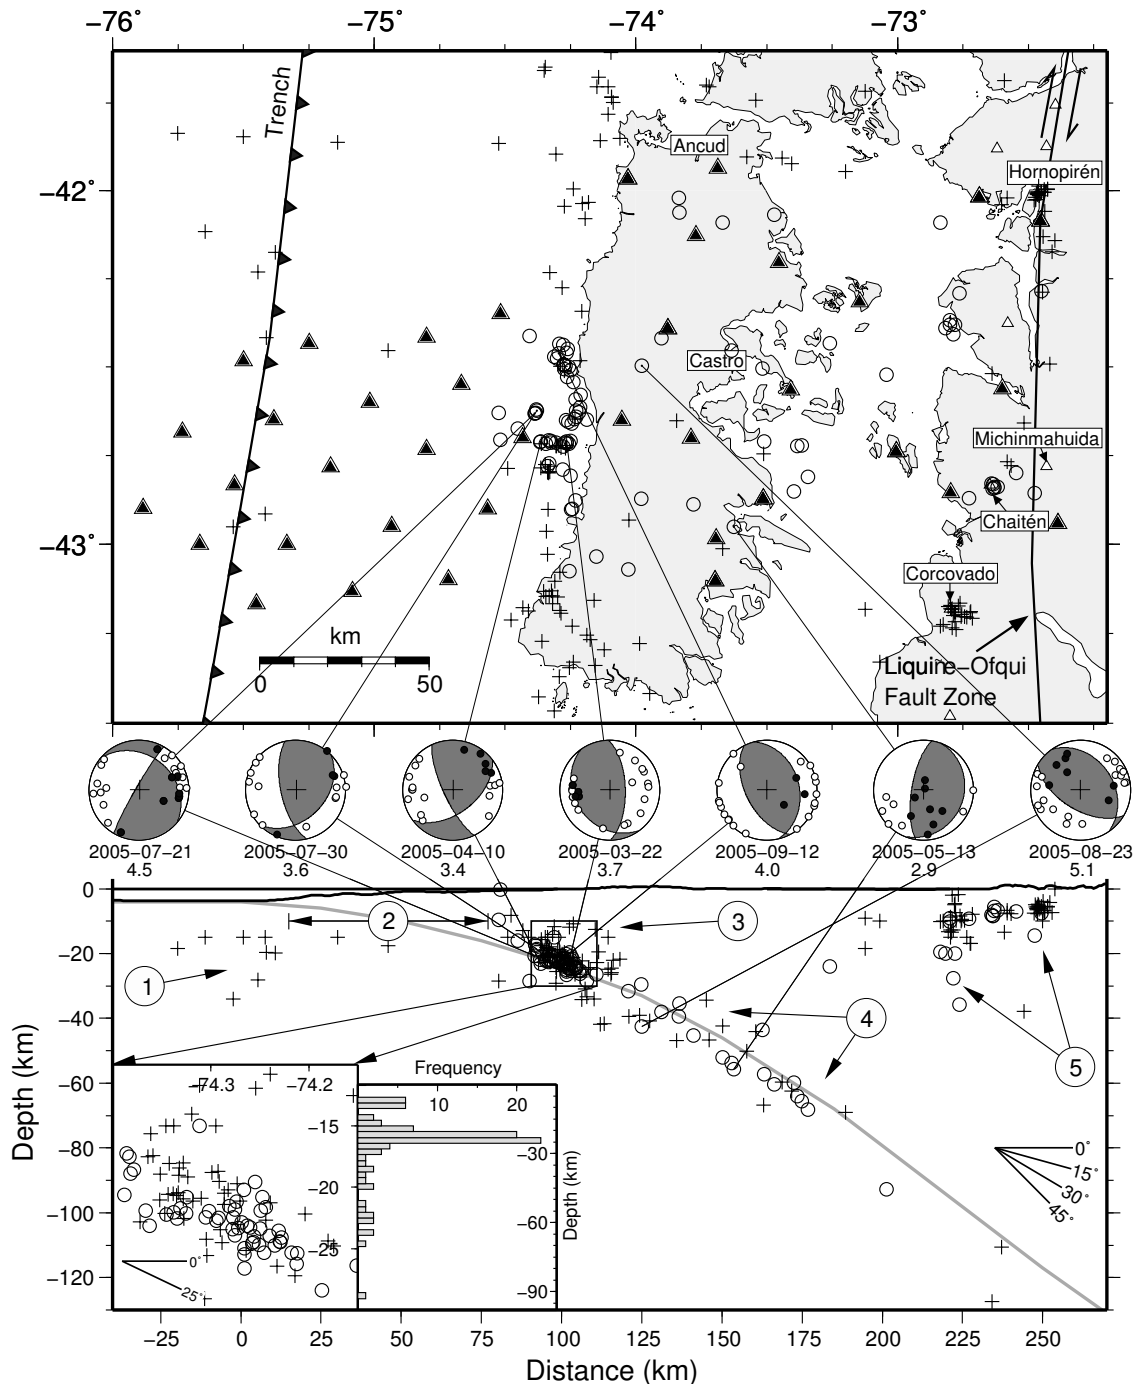 −76˚ −75˚ −74˚ −73˚
Trench
Ancud
−42˚
Hornopirén
Castro
Michinmahuida
Chaitén
−43˚
Corcovado
km
0 50
Liquire−Ofqui
Fault Zone
2005−07−21 2005−07−30 2005−04−10 2005−03−22 2005−09−12 2005−05−13 2005−08−23
4.5 3.6 3.4 3.7 4.0 2.9 5.1
0
−20
−40
−60
−80
−100
−120
Depth (km)
1
2
3
4
5
0˚
15˚
30˚
45˚
−74.3 −74.2
−15
−20
−25
0˚
25˚
Frequency
10 20
−30
−60
−90
Depth (km)
−25 0 25 50 75 100 125 150 175 200 225 250
Distance (km)